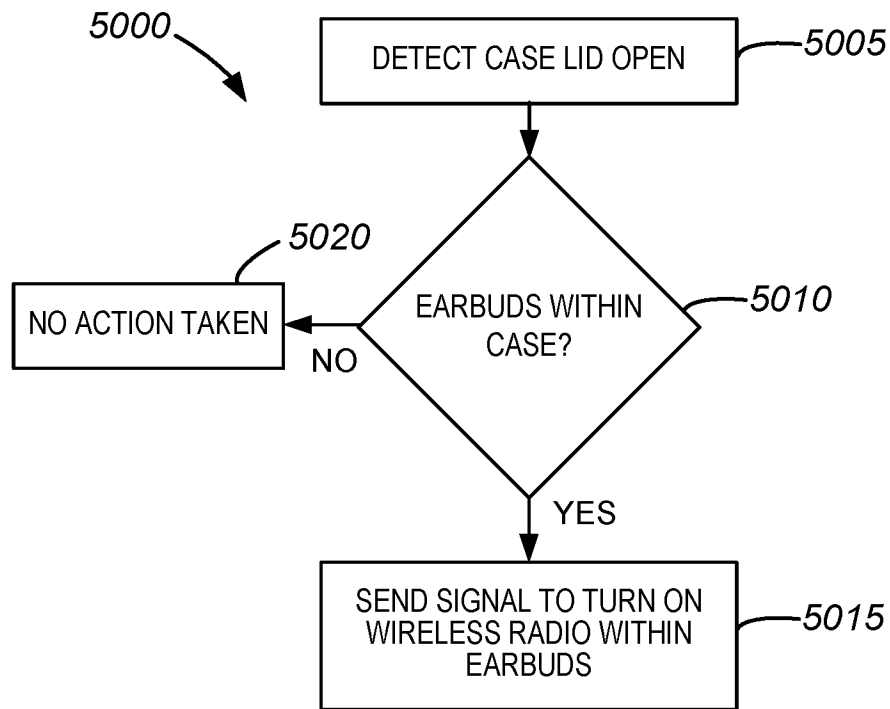 5000
DETECT CASE LID OPEN
5005
5020
NO ACTION TAKEN
NO
EARBUDS WITHIN
CASE?
5010
YES
SEND SIGNAL TO TURN ON
WIRELESS RADIO WITHIN
EARBUDS
5015